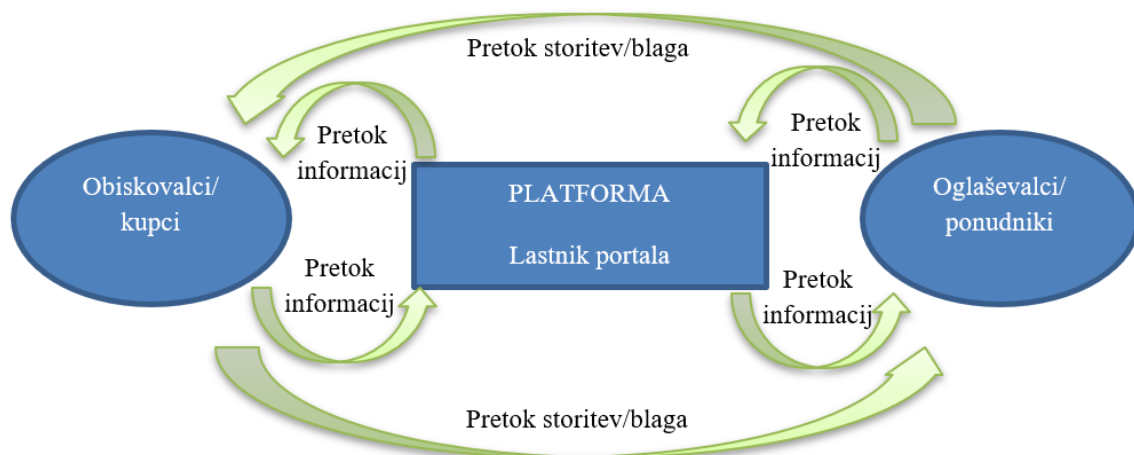 Pretok storitev/blaga
Pretok
informacij
Pretok
informacij
Obiskovalci/
kupci
PLATFORMA
Lastnik portala
Oglaševalci/
ponudniki
Pretok
informacij
Pretok
informacij
Pretok storitev/blaga